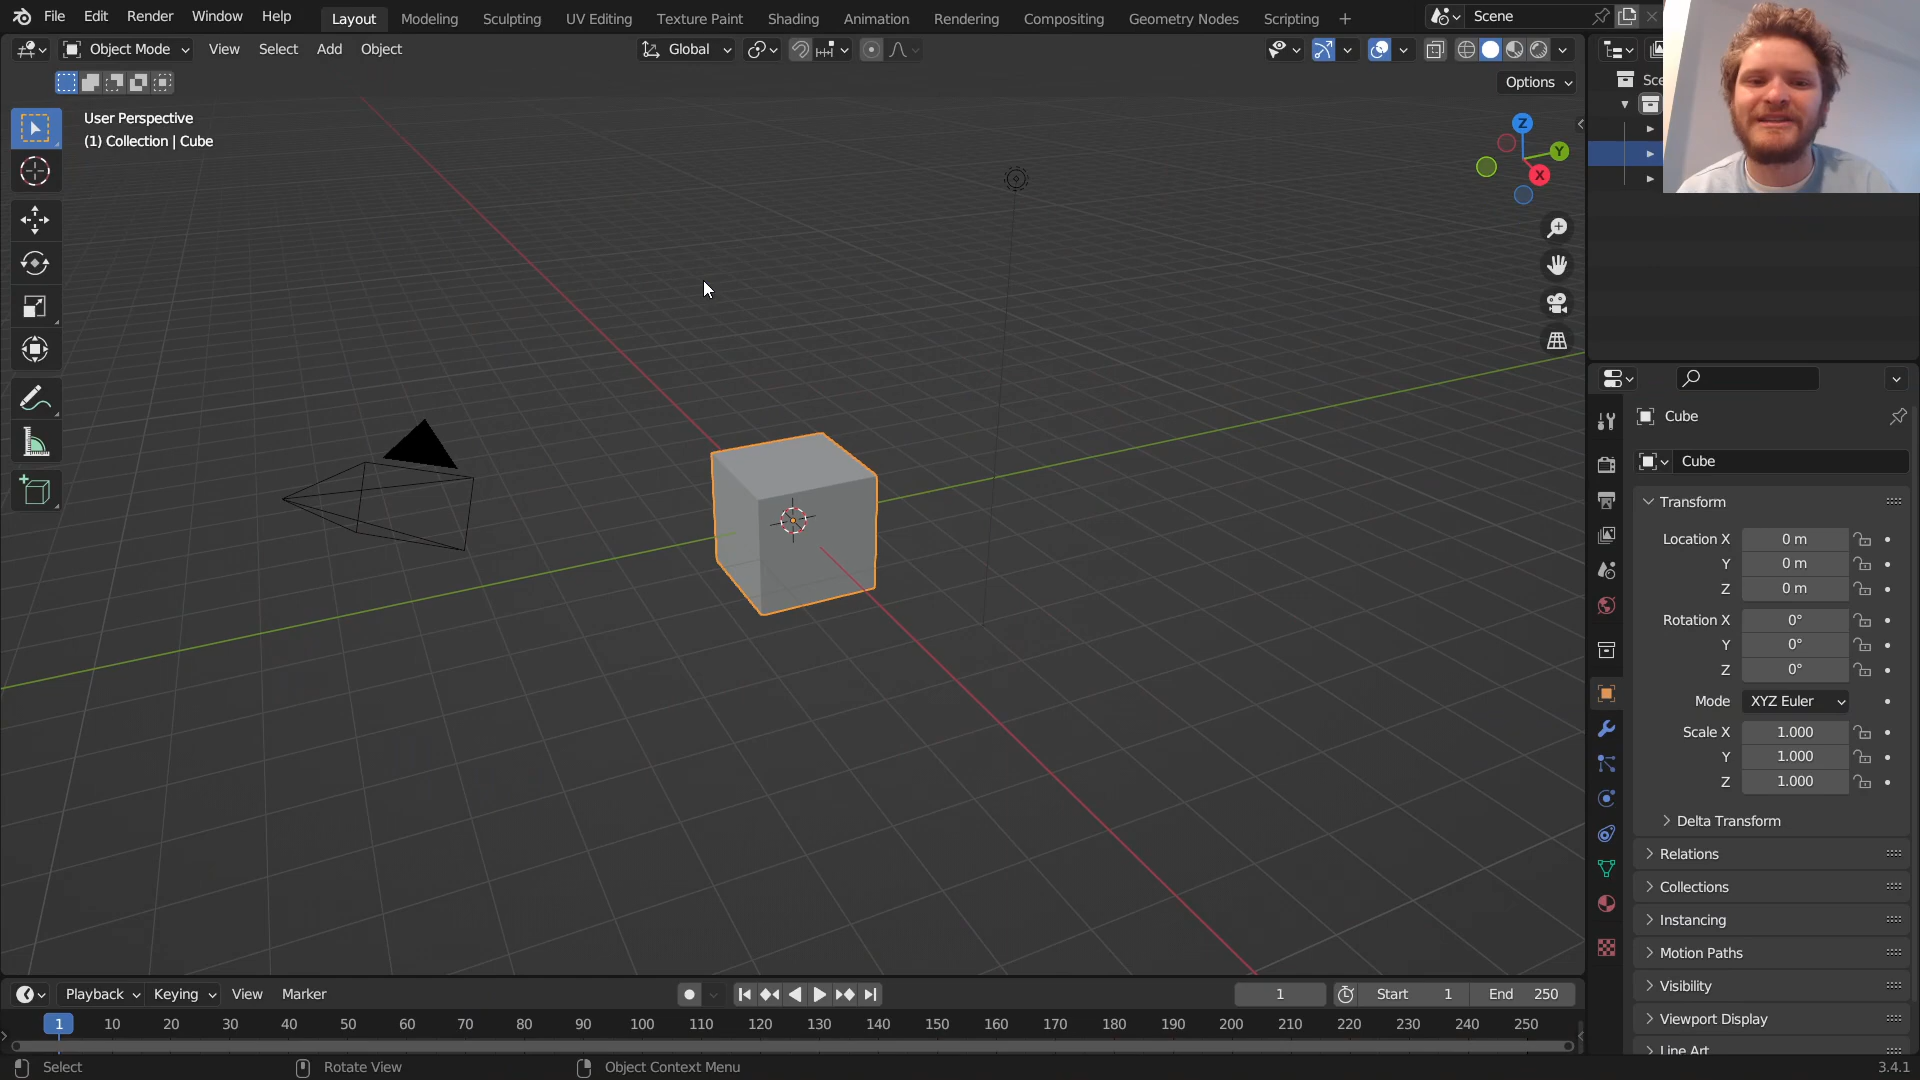 File Edit Render Window Help Layout Modeling Sculpting UV Editing Texture Paint Shading Animation Rendering Compositing Geometry Nodes Scripting + Scene
Object Mode View Select Add Object Global
Options
User Perspective
(1) Collection | Cube
Z
Y
X
Sce
Cube
Cube
Transform
Location X 0 m
Y 0 m
Z 0 m
Rotation X 0°
Y 0°
Z 0°
Mode XYZ Euler
Scale X 1.000
Y 1.000
Z 1.000
Delta Transform
Relations
Collections
Instancing
Motion Paths
Visibility
Viewport Display
Line Art
Playback Keying View Marker 1 Start 1 End 250
1 10 20 30 40 50 60 70 80 90 100 110 120 130 140 150 160 170 180 190 200 210 220 230 240 250
Select Rotate View Object Context Menu 3.4.1